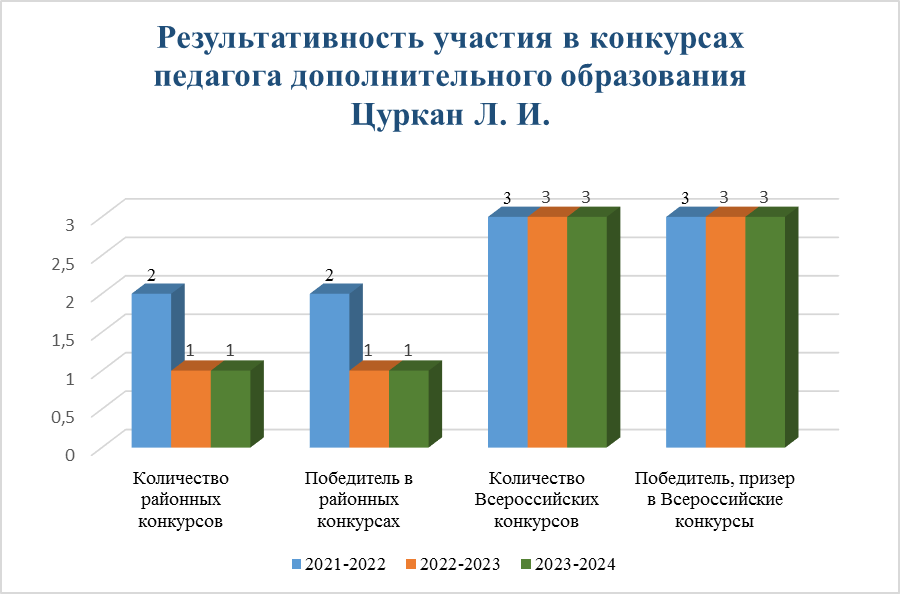 Результативность участия в конкурсах
педагога дополнительного образования
Цуркан Л. И.
3
2,5
2
1,5
1
0,5
0
2
1
1
2
1
1
3
3
3
3
3
3
Количество
районных
конкурсов
Победитель в
районных
конкурсах
Количество
Всероссийских
конкурсов
Победитель, призер
в Всероссийские
конкурсы
2021-2022
2022-2023
2023-2024